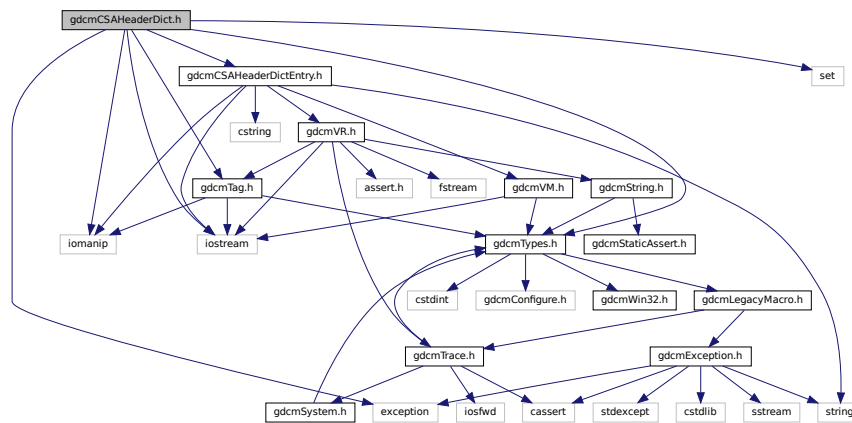 gdcmCSAHeaderDict.h
gdcmCSAHeaderDictEntry.h
set
cstring
gdcmVR.h
gdcmTag.h
assert.h
fstream
gdcmVM.h
gdcmString.h
iomanip
iostream
gdcmTypes.h
gdcmStaticAssert.h
cstdint
gdcmConfigure.h
gdcmWin32.h
gdcmLegacyMacro.h
gdcmTrace.h
gdcmException.h
gdcmSystem.h
exception
iosfwd
cassert
stdexcept
cstdlib
sstream
string